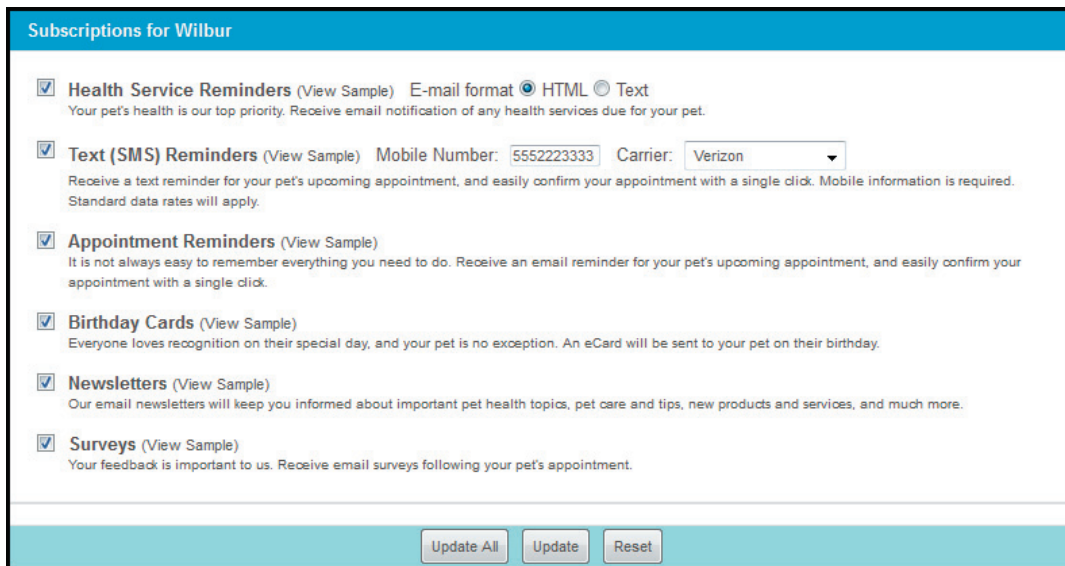 Subscriptions for Wilbur
Health Service Reminders (View Sample) E-mail format HTML Text
Your pet's health is our top priority. Receive email notification of any health services due for your pet.
Text (SMS) Reminders (View Sample) Mobile Number: 5552223333 Carrier: Verizon
Receive a text reminder for your pet's upcoming appointment, and easily confirm your appointment with a single click. Mobile information is required.
Standard data rates will apply.
Appointment Reminders (View Sample)
It is not always easy to remember everything you need to do. Receive an email reminder for your pet's upcoming appointment, and easily confirm your
appointment with a single click.
Birthday Cards (View Sample)
Everyone loves recognition on their special day, and your pet is no exception. An eCard will be sent to your pet on their birthday.
Newsletters (View Sample)
Our email newsletters will keep you informed about important pet health topics, pet care and tips, new products and services, and much more.
Surveys (View Sample)
Your feedback is important to us. Receive email surveys following your pet's appointment.
Update All Update Reset